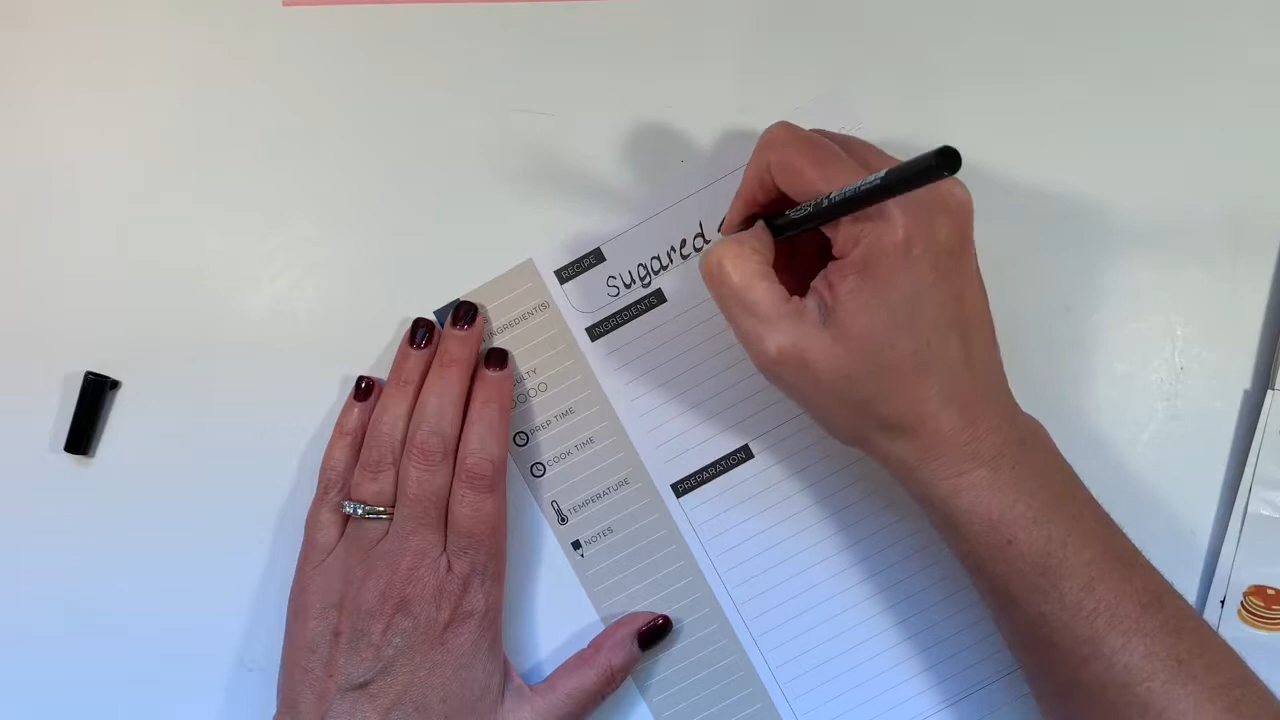 RECIPE
Sugared
INGREDIENTS
INGREDIENT(S)
PREP TIME
COOK TIME
TEMPERATURE
NOTES
PREPARATION